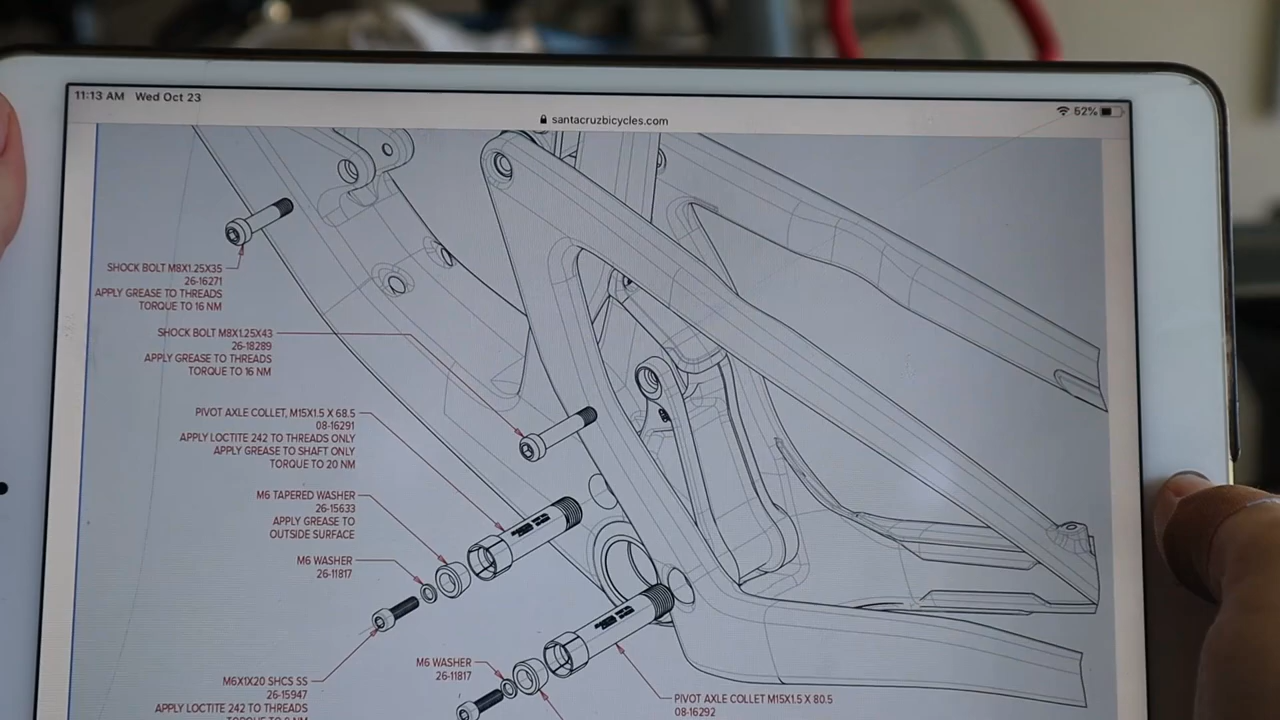 11:13 AM Wed Oct 23
62%
santacruzbicycles.com
SHOCK BOLT M8X1.25X35
26-16271
APPLY GREASE TO THREADS
TORQUE TO 16 NM
SHOCK BOLT M8X1.25X43
26-18289
APPLY GREASE TO THREADS
TORQUE TO 16 NM
PIVOT AXLE COLLET, M15X1.5 X 68.5
08-16291
APPLY LOCTITE 242 TO THREADS ONLY
APPLY GREASE TO SHAFT ONLY
TORQUE TO 20 NM
M6 TAPERED WASHER
26-15633
APPLY GREASE TO
OUTSIDE SURFACE
M6 WASHER
26-11817
M6X1X20 SHCS SS
26-15947
APPLY LOCTITE 242 TO THREADS
M6 WASHER
26-11817
PIVOT AXLE COLLET M15X1.5 X 80.5
08-16292